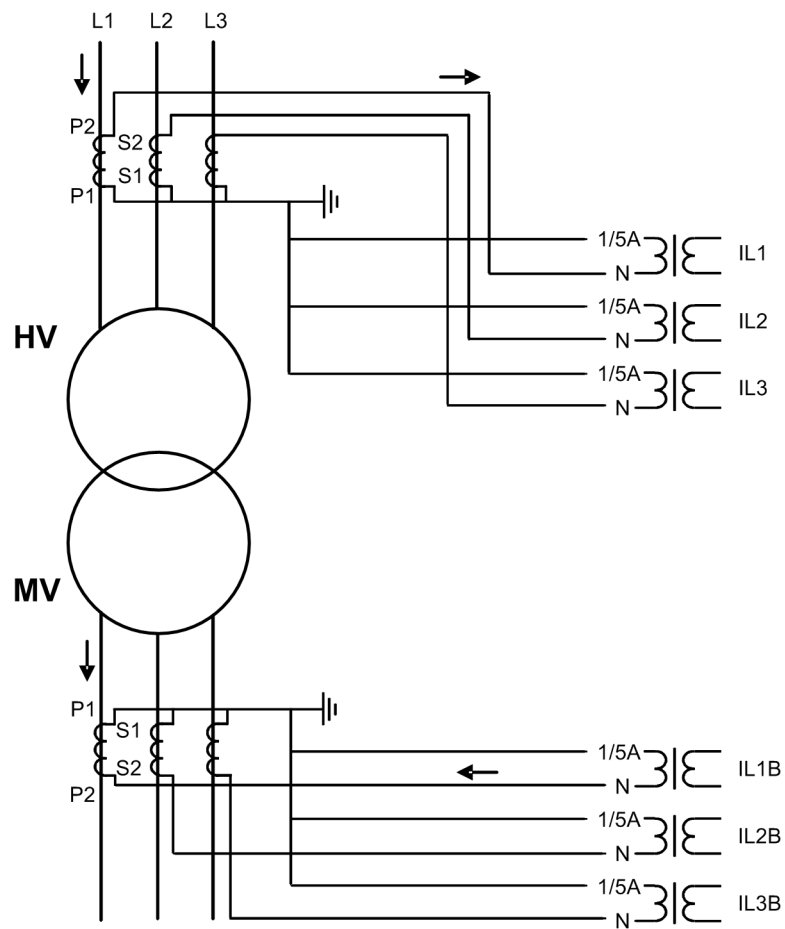 L1 L2 L3
P2
S2
S1
P1
1/5A
IL1
N
1/5A
IL2
N
HV
1/5A
IL3
N
MV
P1
S1
S2
P2
1/5A
IL1B
N
1/5A
IL2B
N
1/5A
IL3B
N